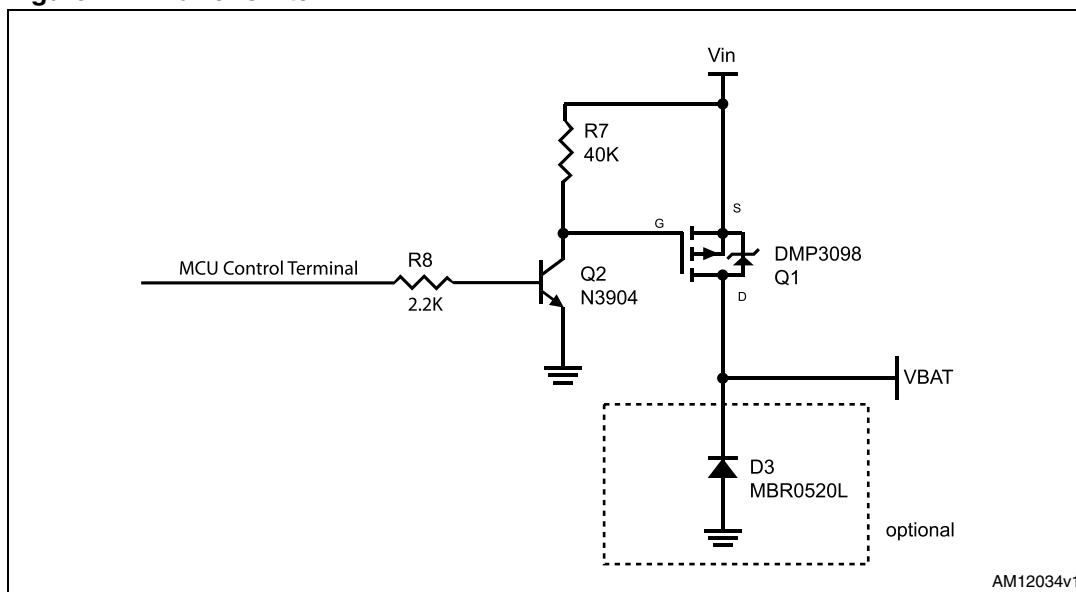 Vin
R7
40K
S
G
DMP3098
Q1
R8
MCU Control Terminal
2.2K
Q2
N3904
D
VBAT
D3
MBR0520L
optional
AM12034v1